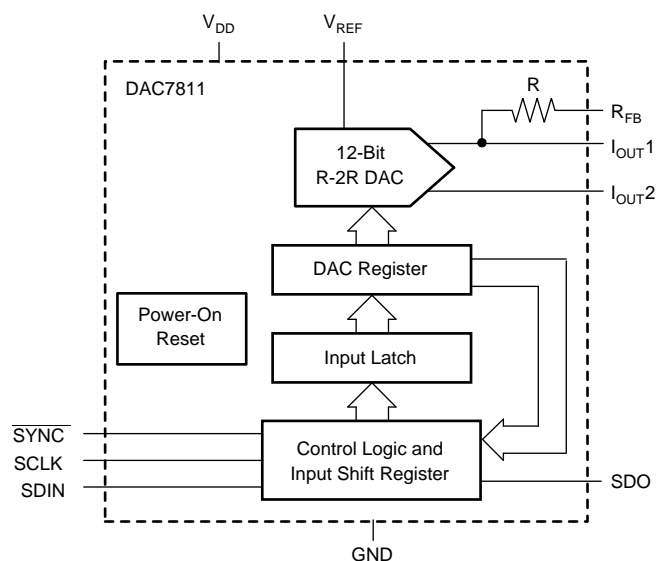 V_DD
V_REF
DAC7811
R
R_FB
12-Bit
R-2R DAC
I_OUT1
I_OUT2
DAC Register
Power-On
Reset
Input Latch
S̅Y̅N̅C̅
SCLK
SDIN
Control Logic and
Input Shift Register
SDO
GND